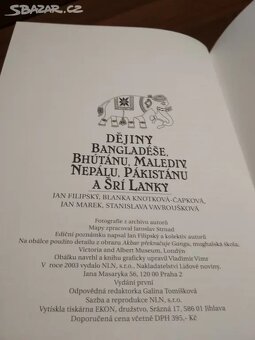 SBAZAR.CZ
DĚJINY
BANGLADÉŠE,
BHÚTÁNU, MALEDIV,
NEPÁLU, PÁKISTÁNU
A ŠRÍ LANKY
JAN FILIPSKÝ, BLANKA KNOTKOVÁ-ČAPKOVÁ,
JAN MAREK, STANISLAVA VAVROUŠKOVÁ
Fotografie z archivu autorů
Mapy zpracoval Jaroslav Stroad
Ediční poznámku napsal Jan Filipský a kolektiv autorů
Na obálce použito detailu z obrazu Akbar překračuje Gangu, mughalská škola,
Victoria and Albert Museum, Londýn
Obálku navrhl a knihu graficky upravil Vladimír Vimr
V roce 2003 vydalo NLN, s.r.o., Nakladatelství Lidové noviny,
Jana Masaryka 56, 120 00 Praha 2
Vydání první
Odpovědná redaktorka Galina Tomíšková
Sazba a reprodukce NLN, s.r.o.
Vytiskla tiskárna EKON, družstvo, Srázná 17, 586 01 Jihlava
Doporučená cena včetně DPH 395,- Kč